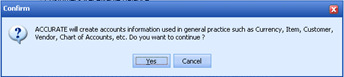 Confirm
ACCURATE will create accounts information used in general practice such as Currency, Item, Customer,
Vendor, Chart of Accounts, etc. Do you want to continue ?
Yes
Cancel